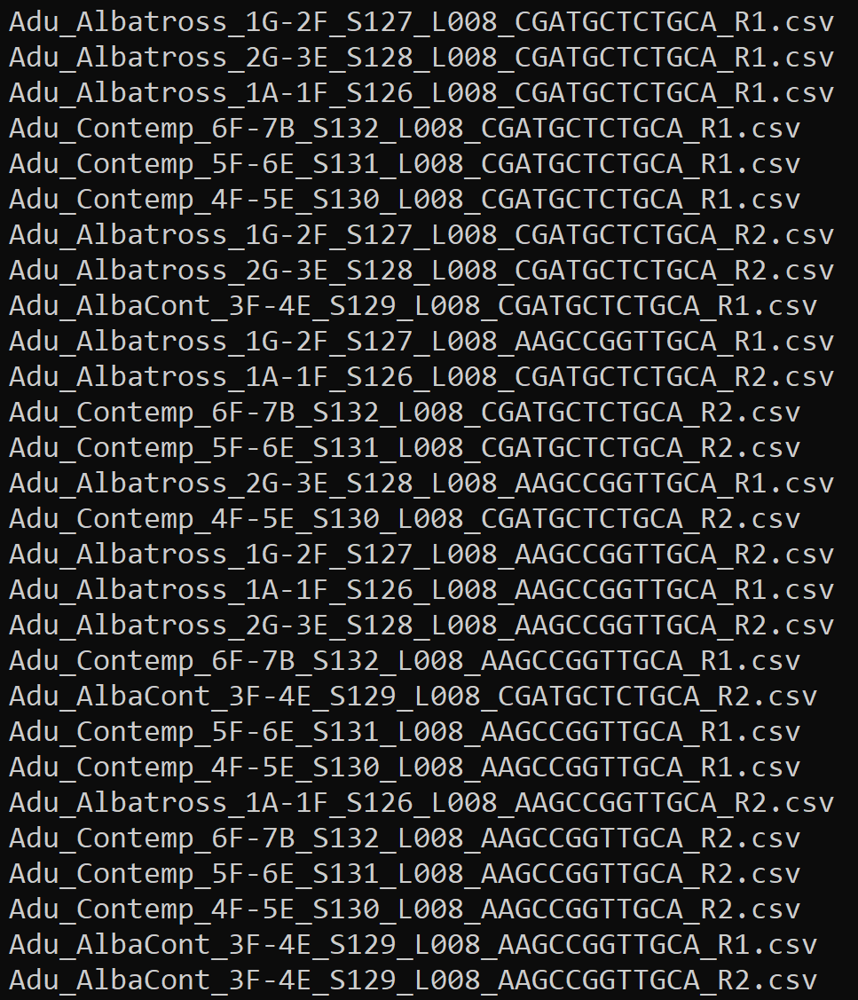 Adu_Albatross_1G-2F_S127_L008_CGATGCTCTGCA_R1.csv
Adu_Albatross_2G-3E_S128_L008_CGATGCTCTGCA_R1.csv
Adu_Albatross_1A-1F_S126_L008_CGATGCTCTGCA_R1.csv
Adu_Contemp_6F-7B_S132_L008_CGATGCTCTGCA_R1.csv
Adu_Contemp_5F-6E_S131_L008_CGATGCTCTGCA_R1.csv
Adu_Contemp_4F-5E_S130_L008_CGATGCTCTGCA_R1.csv
Adu_Albatross_1G-2F_S127_L008_CGATGCTCTGCA_R2.csv
Adu_Albatross_2G-3E_S128_L008_CGATGCTCTGCA_R2.csv
Adu_AlbaCont_3F-4E_S129_L008_CGATGCTCTGCA_R1.csv
Adu_Albatross_1G-2F_S127_L008_AAGCCGGTTGCA_R1.csv
Adu_Albatross_1A-1F_S126_L008_CGATGCTCTGCA_R2.csv
Adu_Contemp_6F-7B_S132_L008_CGATGCTCTGCA_R2.csv
Adu_Contemp_5F-6E_S131_L008_CGATGCTCTGCA_R2.csv
Adu_Albatross_2G-3E_S128_L008_AAGCCGGTTGCA_R1.csv
Adu_Contemp_4F-5E_S130_L008_CGATGCTCTGCA_R2.csv
Adu_Albatross_1G-2F_S127_L008_AAGCCGGTTGCA_R2.csv
Adu_Albatross_1A-1F_S126_L008_AAGCCGGTTGCA_R1.csv
Adu_Albatross_2G-3E_S128_L008_AAGCCGGTTGCA_R2.csv
Adu_Contemp_6F-7B_S132_L008_AAGCCGGTTGCA_R1.csv
Adu_AlbaCont_3F-4E_S129_L008_CGATGCTCTGCA_R2.csv
Adu_Contemp_5F-6E_S131_L008_AAGCCGGTTGCA_R1.csv
Adu_Contemp_4F-5E_S130_L008_AAGCCGGTTGCA_R1.csv
Adu_Albatross_1A-1F_S126_L008_AAGCCGGTTGCA_R2.csv
Adu_Contemp_6F-7B_S132_L008_AAGCCGGTTGCA_R2.csv
Adu_Contemp_5F-6E_S131_L008_AAGCCGGTTGCA_R2.csv
Adu_Contemp_4F-5E_S130_L008_AAGCCGGTTGCA_R2.csv
Adu_AlbaCont_3F-4E_S129_L008_AAGCCGGTTGCA_R1.csv
Adu_AlbaCont_3F-4E_S129_L008_AAGCCGGTTGCA_R2.csv